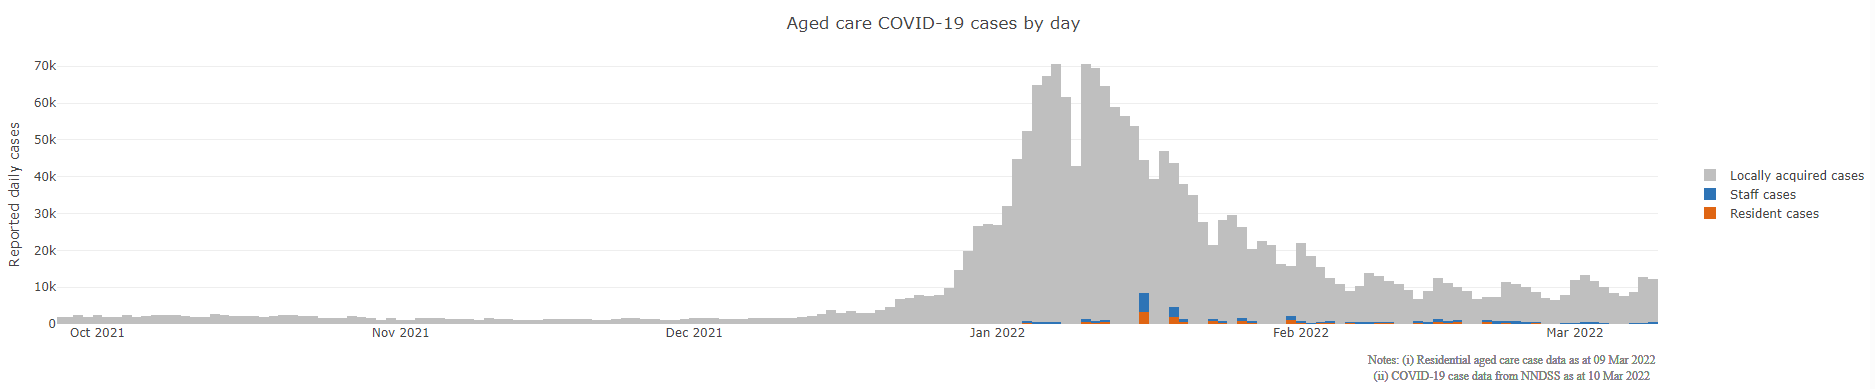 Aged care COVID-19 cases by day
Reported daily cases
70k
60k
50k
40k
30k
20k
10k
0
Oct 2021
Nov 2021
Dec 2021
Jan 2022
Feb 2022
Mar 2022
Locally acquired cases
Staff cases
Resident cases
Notes: (i) Residential aged care case data as at 09 Mar 2022
(ii) COVID-19 case data from NNDSS as at 10 Mar 2022